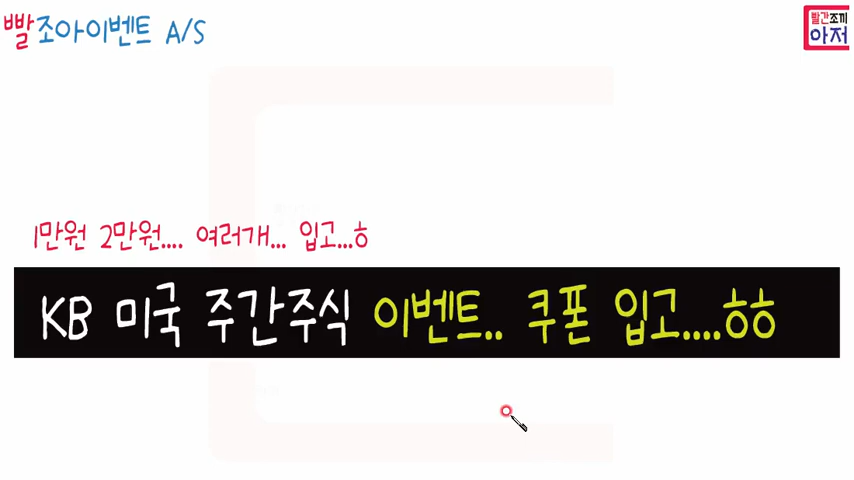 빨조아이벤트 A/S
빨간조끼
아저
1만원 2만원.... 여러개... 입고...ㅎ
KB 미국 주간주식 이벤트.. 쿠폰 입고....ㅎㅎ